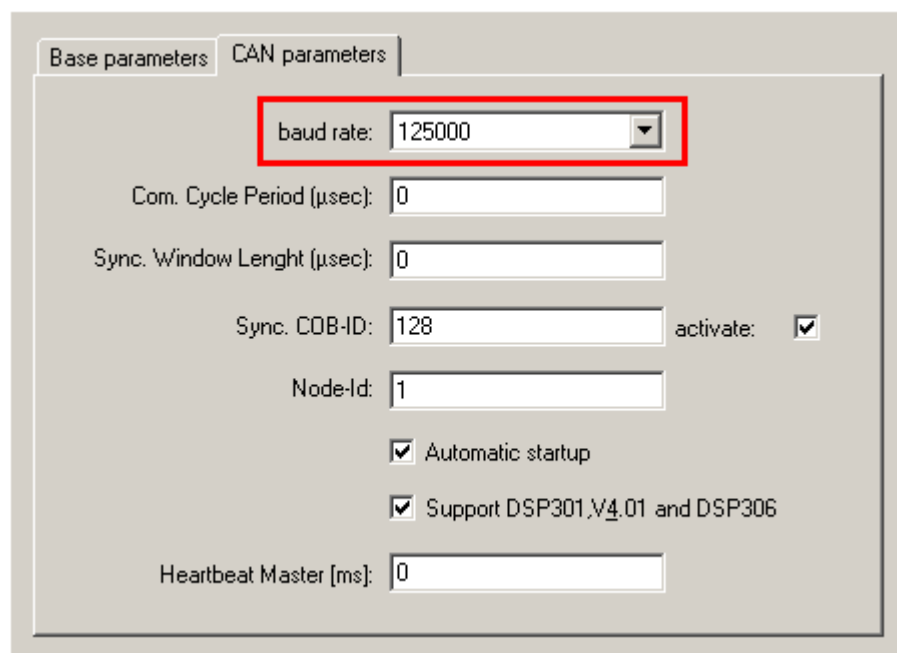 Base parameters CAN parameters
baud rate: 125000
Com. Cycle Period (µsec): 0
Sync. Window Lenght (µsec): 0
Sync. COB-ID: 128 activate:
Node-Id: 1
Automatic startup
Support DSP301,V4.01 and DSP306
Heartbeat Master [ms]: 0